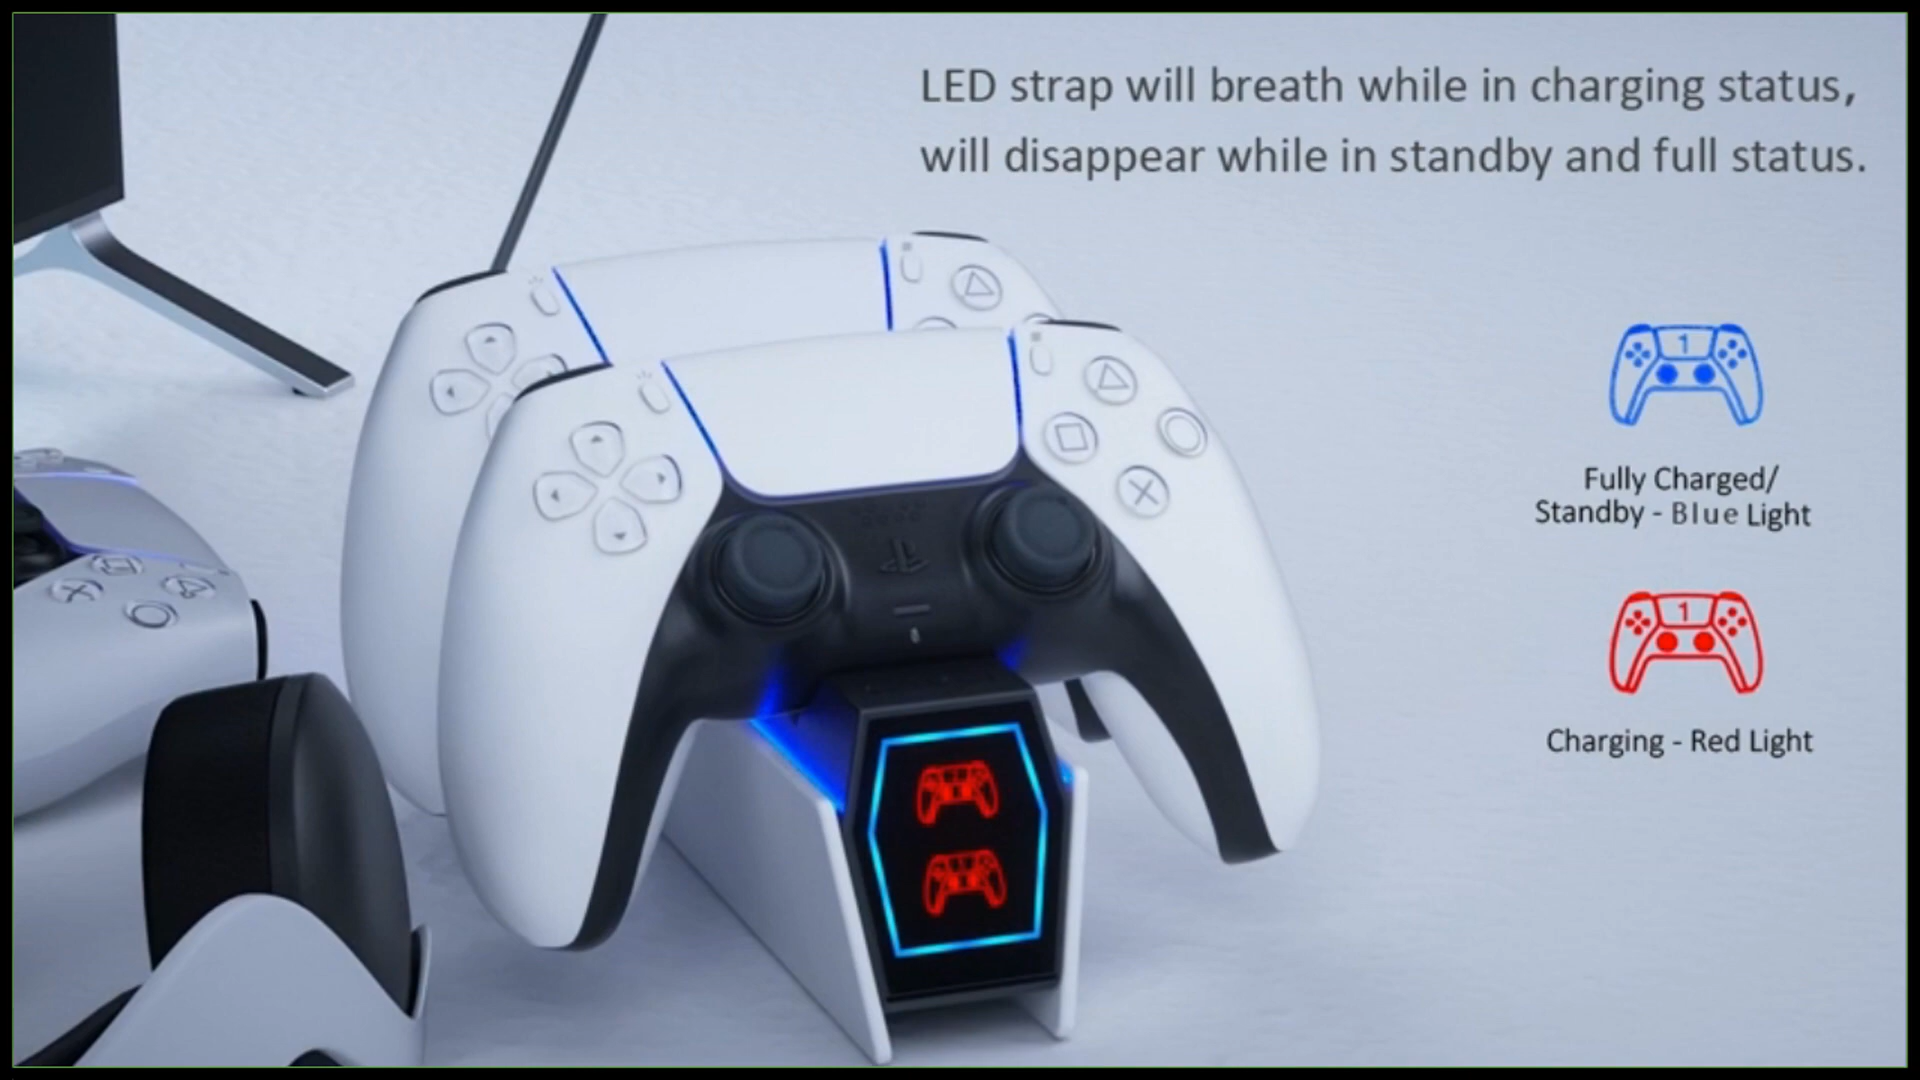 LED strap will breath while in charging status,
will disappear while in standby and full status.
1
Fully Charged/
Standby - Blue Light
1
Charging - Red Light